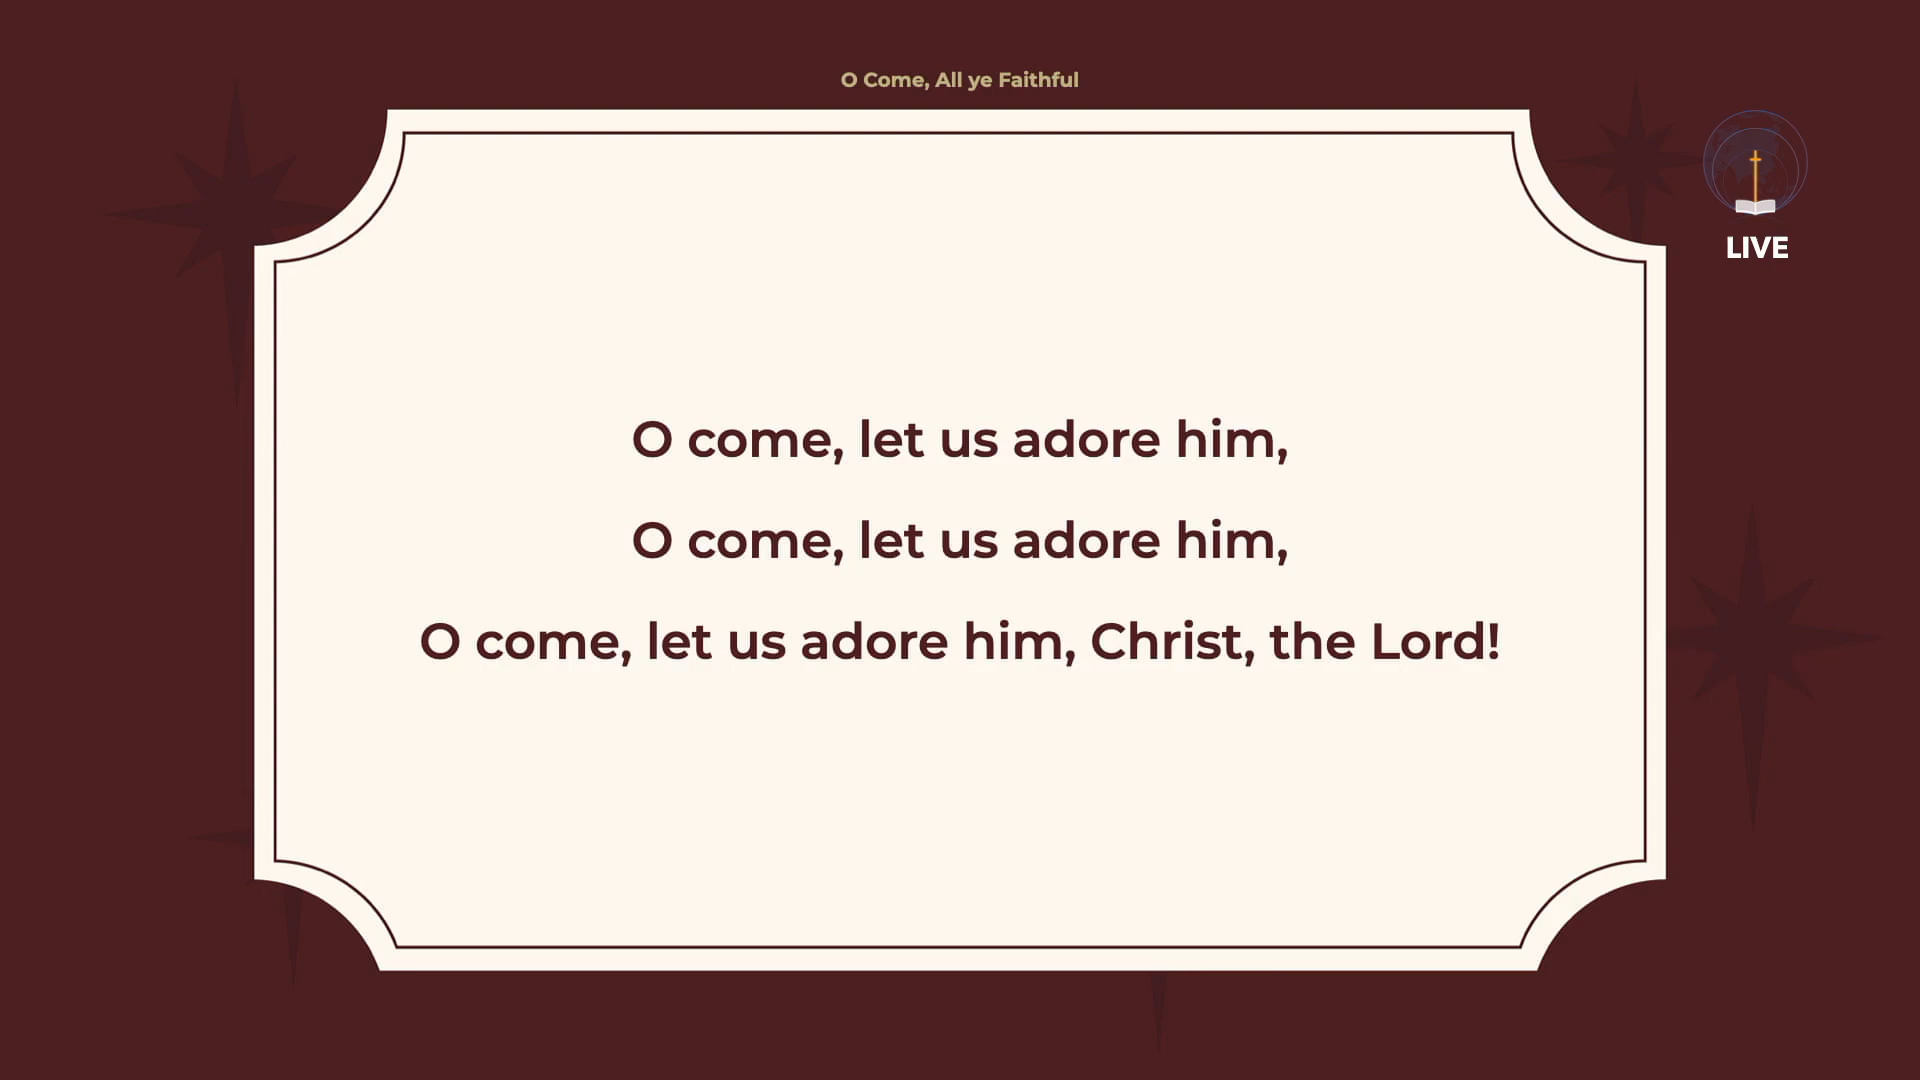 O Come, All ye Faithful
LIVE
O come, let us adore him,
O come, let us adore him,
O come, let us adore him, Christ, the Lord!